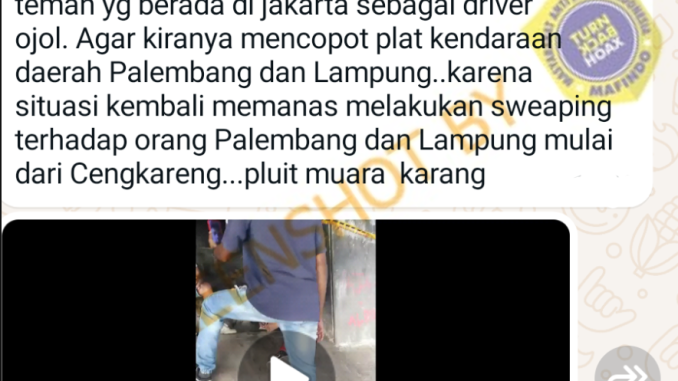 teman yg berada di jakarta sebagai driver
ojol. Agar kiranya mencopot plat kendaraan
daerah Palembang dan Lampung..karena
situasi kembali memanas melakukan sweaping
terhadap orang Palembang dan Lampung mulai
dari Cengkareng...pluit muara karang
TURN
BACK
HOAX
MAFINDO